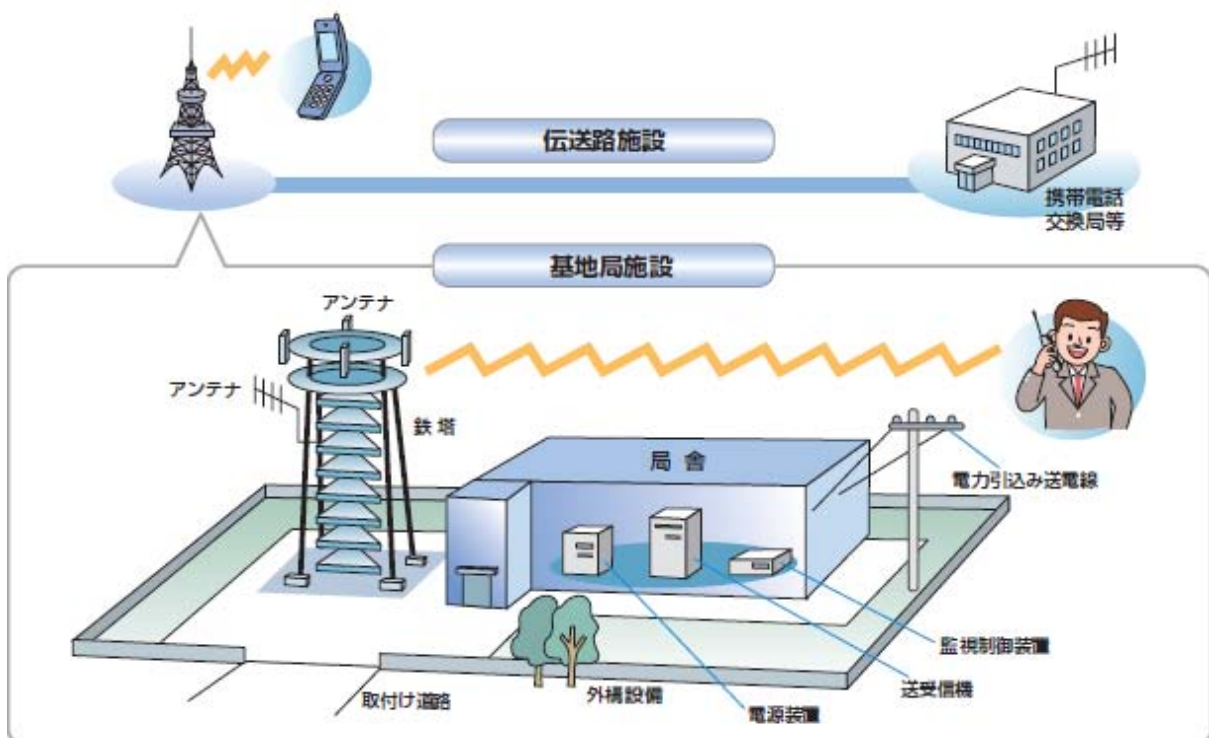 伝送路施設
携帯電話
交換局等
基地局施設
アンテナ
アンテナ
鉄塔
局舎
電力引込み送電線
監視制御装置
送受信機
電源装置
外構設備
取付け道路